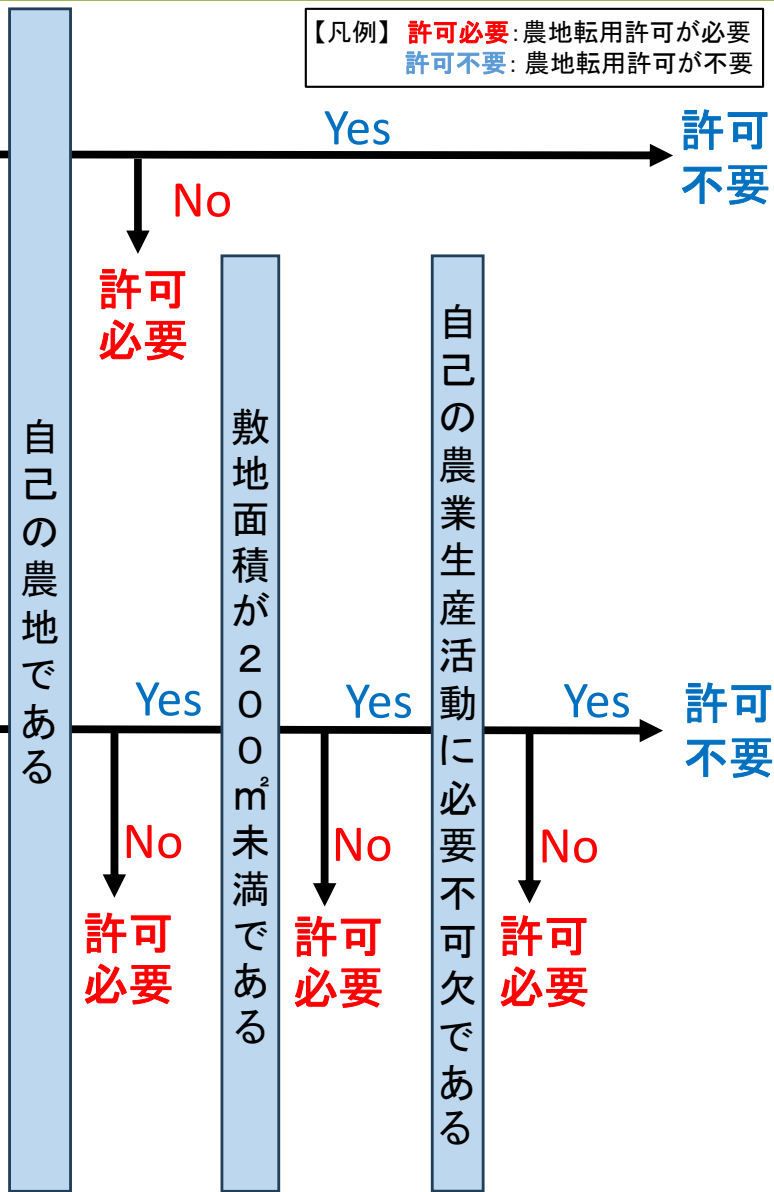 【凡例】 許可必要：農地転用許可が必要
許可不要：農地転用許可が不要
Yes
許可
不要
No
許可
必要
自己の農地である
敷地面積が２００㎡未満である
自己の農業生産活動に必要不可欠である
Yes
Yes
Yes
許可
不要
No
No
No
許可
必要
許可
必要
許可
必要